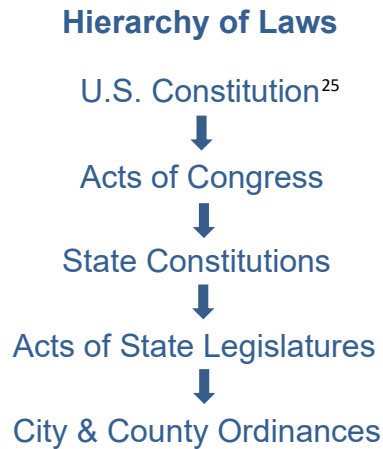 Hierarchy of Laws
U.S. Constitution25
Acts of Congress
State Constitutions
Acts of State Legislatures
City & County Ordinances